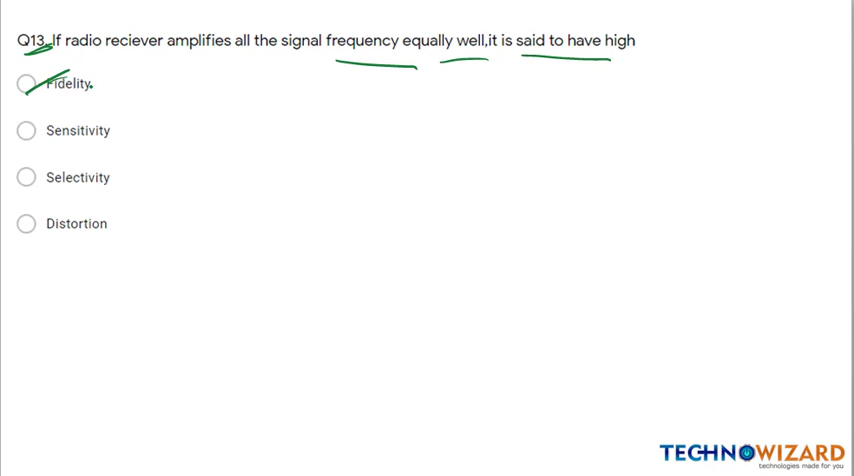 Q13. If radio reciever amplifies all the signal frequency equally well,it is said to have high
Fidelity.
Sensitivity
Selectivity
Distortion
TECHNOWIZARD
technologies made for you